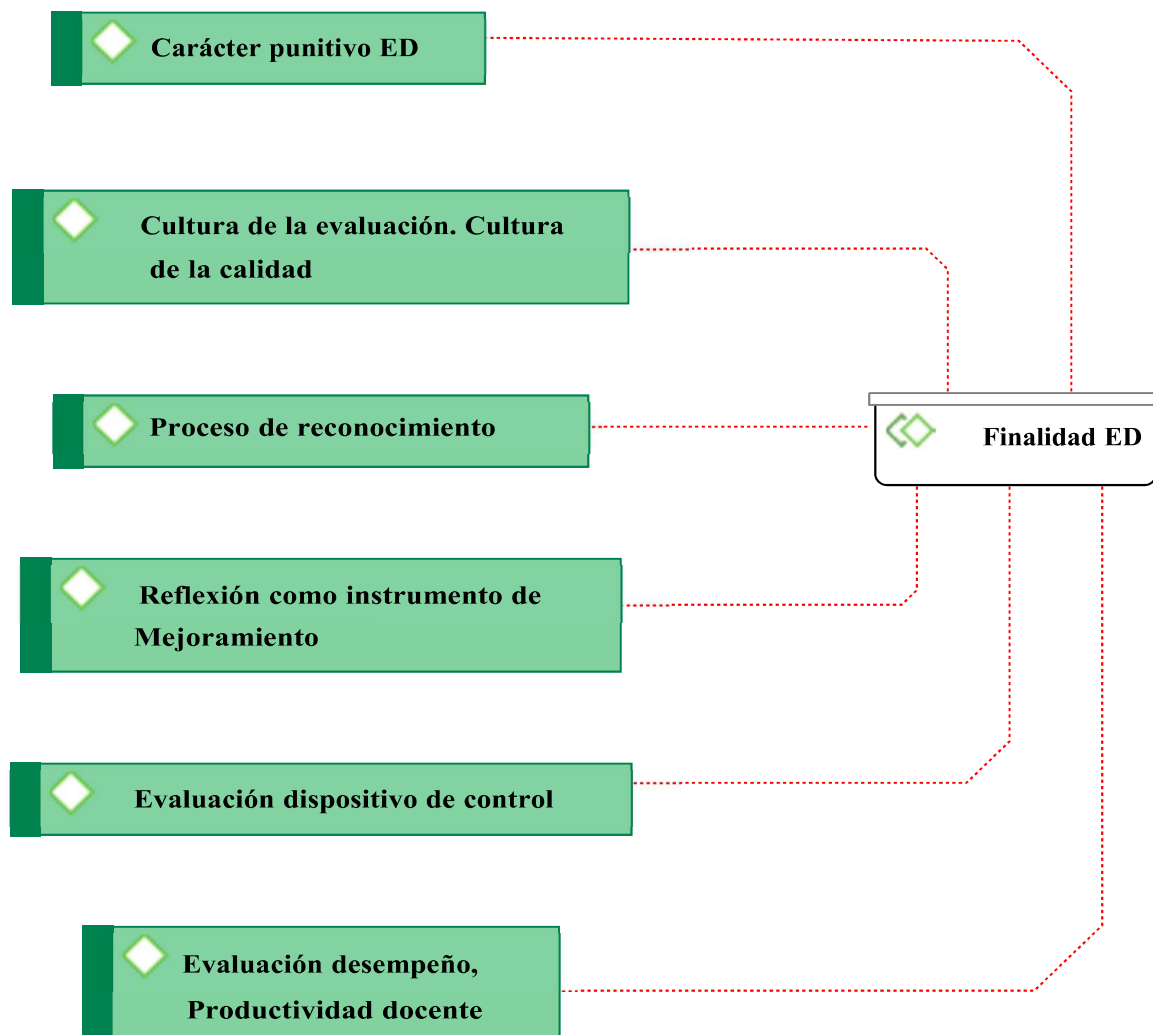 Carácter punitivo ED
Cultura de la evaluación. Cultura
de la calidad
Proceso de reconocimiento
Finalidad ED
Reflexión como instrumento de
Mejoramiento
Evaluación dispositivo de control
Evaluación desempeño,
Productividad docente